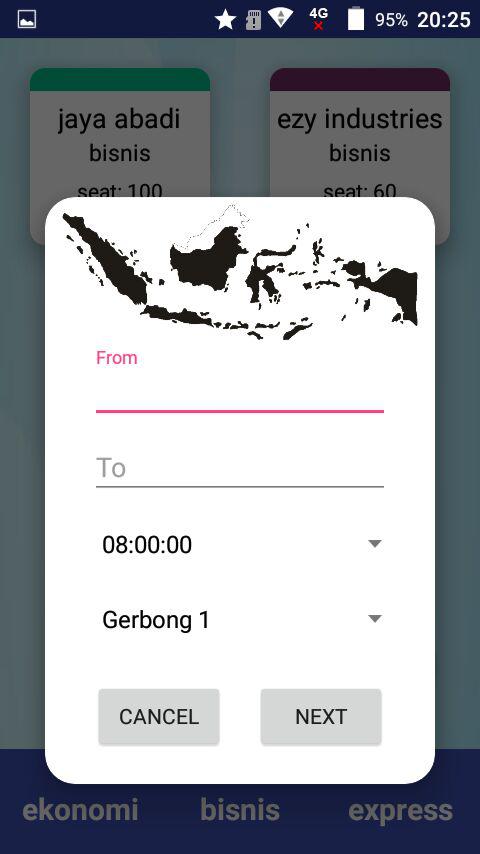 4G
95% 20:25
jaya abadi
bisnis
seat: 100
ezy industries
bisnis
seat: 60
From
To
08:00:00
Gerbong 1
CANCEL
NEXT
ekonomi
bisnis
express